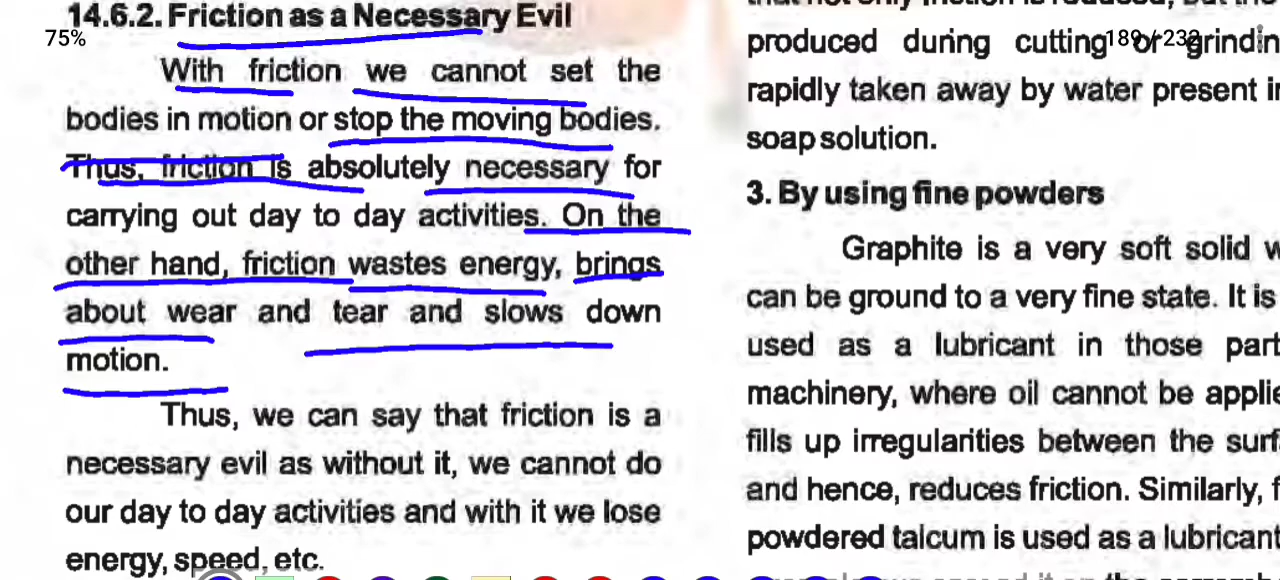 14.6.2. Friction as a Necessary Evil
75%
With friction we cannot set the
bodies in motion or stop the moving bodies.
Thus, friction is absolutely necessary for
carrying out day to day activities. On the
other hand, friction wastes energy, brings
about wear and tear and slows down
motion.
Thus, we can say that friction is a
necessary evil as without it, we cannot do
our day to day activities and with it we lose
energy, speed, etc.
189 / 232
produced during cutting or
rapidly taken away by water present
soap solution.
3. By using fine powders
Graphite is a very soft solid
can be ground to a very fine state. It is
used as a lubricant in those
machinery, where oil cannot be
fills up irregularities between the
and hence, reduces friction. Similarly,
powdered talcum is used as a lubricant